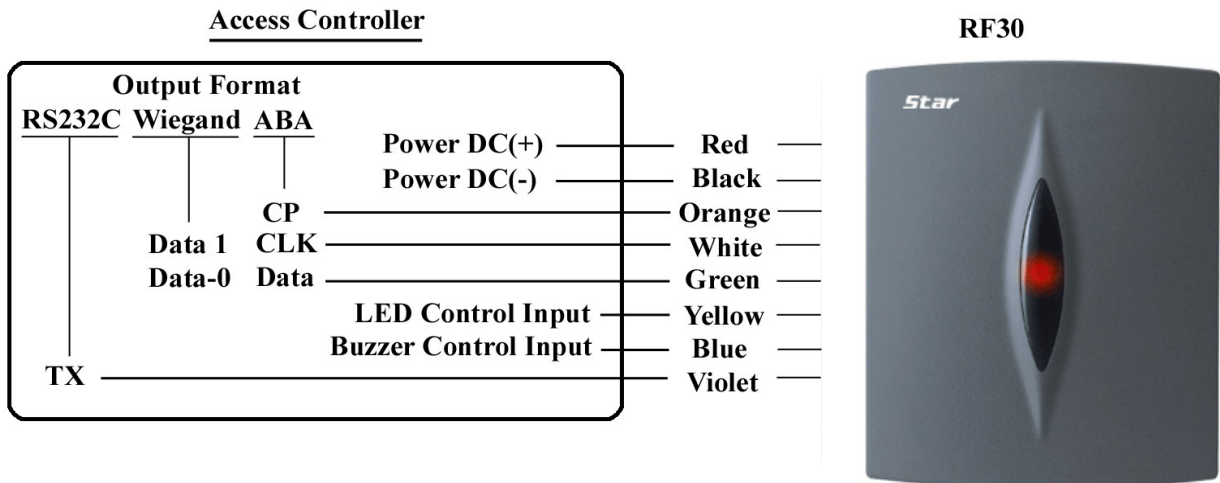 Access Controller
RF30
Output Format
RS232C Wiegand ABA
Star
Power DC(+) Red
Power DC(-) Black
CP Orange
Data 1 CLK White
Data-0 Data Green
LED Control Input Yellow
Buzzer Control Input Blue
TX Violet